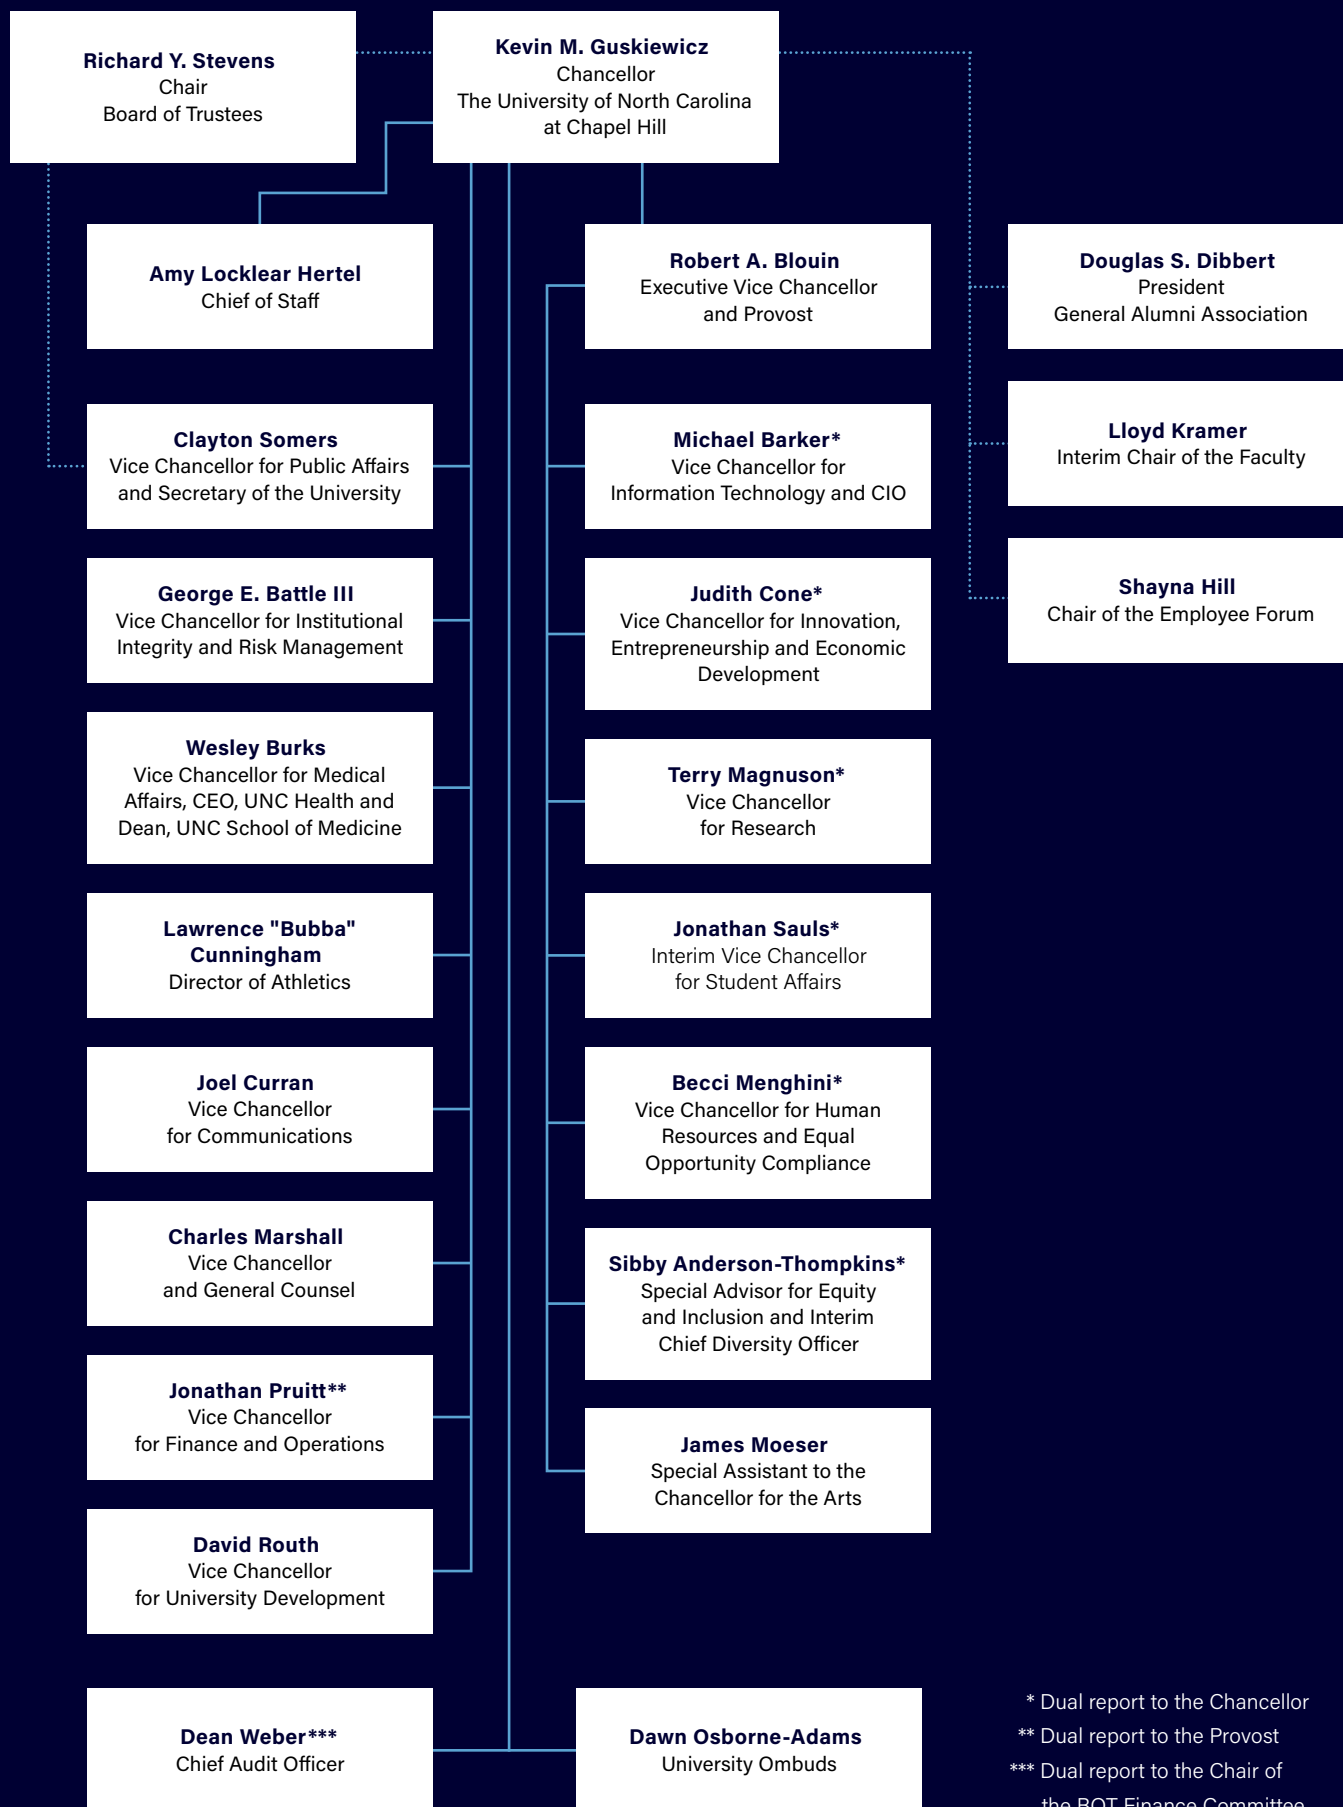 Richard Y. Stevens
Chair
Board of Trustees
Kevin M. Guskiewicz
Chancellor
The University of North Carolina
at Chapel Hill
Amy Locklear Hertel
Chief of Staff
Robert A. Blouin
Executive Vice Chancellor
and Provost
Douglas S. Dibbert
President
General Alumni Association
Clayton Somers
Vice Chancellor for Public Affairs
and Secretary of the University
Michael Barker*
Vice Chancellor for
Information Technology and CIO
Lloyd Kramer
Interim Chair of the Faculty
George E. Battle III
Vice Chancellor for Institutional
Integrity and Risk Management
Judith Cone*
Vice Chancellor for Innovation,
Entrepreneurship and Economic
Development
Shayna Hill
Chair of the Employee Forum
Wesley Burks
Vice Chancellor for Medical
Affairs, CEO, UNC Health and
Dean, UNC School of Medicine
Terry Magnuson*
Vice Chancellor
for Research
Lawrence "Bubba"
Cunningham
Director of Athletics
Jonathan Sauls*
Interim Vice Chancellor
for Student Affairs
Joel Curran
Vice Chancellor
for Communications
Becci Menghini*
Vice Chancellor for Human
Resources and Equal
Opportunity Compliance
Charles Marshall
Vice Chancellor
and General Counsel
Sibby Anderson-Thompkins*
Special Advisor for Equity
and Inclusion and Interim
Chief Diversity Officer
Jonathan Pruitt**
Vice Chancellor
for Finance and Operations
James Moeser
Special Assistant to the
Chancellor for the Arts
David Routh
Vice Chancellor
for University Development
Dean Weber***
Chief Audit Officer
Dawn Osborne-Adams
University Ombuds
* Dual report to the Chancellor
** Dual report to the Provost
*** Dual report to the Chair of
the BOT Finance Committee